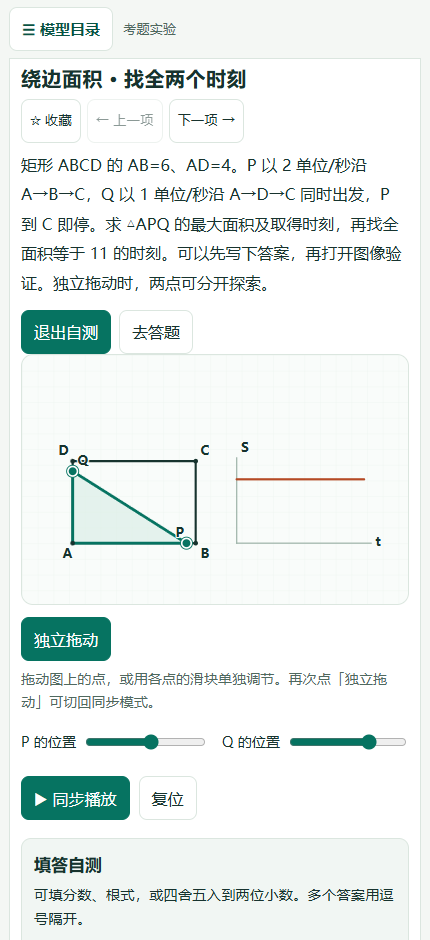 ☰ 模型目录 考题实验
绕边面积·找全两个时刻
☆ 收藏 ← 上一项 下一项 →
矩形 ABCD 的 AB=6、AD=4。P 以 2 单位/秒沿
A→B→C，Q 以 1 单位/秒沿 A→D→C 同时出发，P
到 C 即停。求 △APQ 的最大面积及取得时刻，再找全
面积等于 11 的时刻。可以先写下答案，再打开图像验
证。独立拖动时，两点可分开探索。
退出自测 去答题
D Q C S
P
A B t
独立拖动
拖动图上的点，或用各点的滑块单独调节。再次点「独立拖
动」可切回同步模式。
P 的位置 Q 的位置
▶ 同步播放 复位
填答自测
可填分数、根式，或四舍五入到两位小数。多个答案用逗
号隔开。